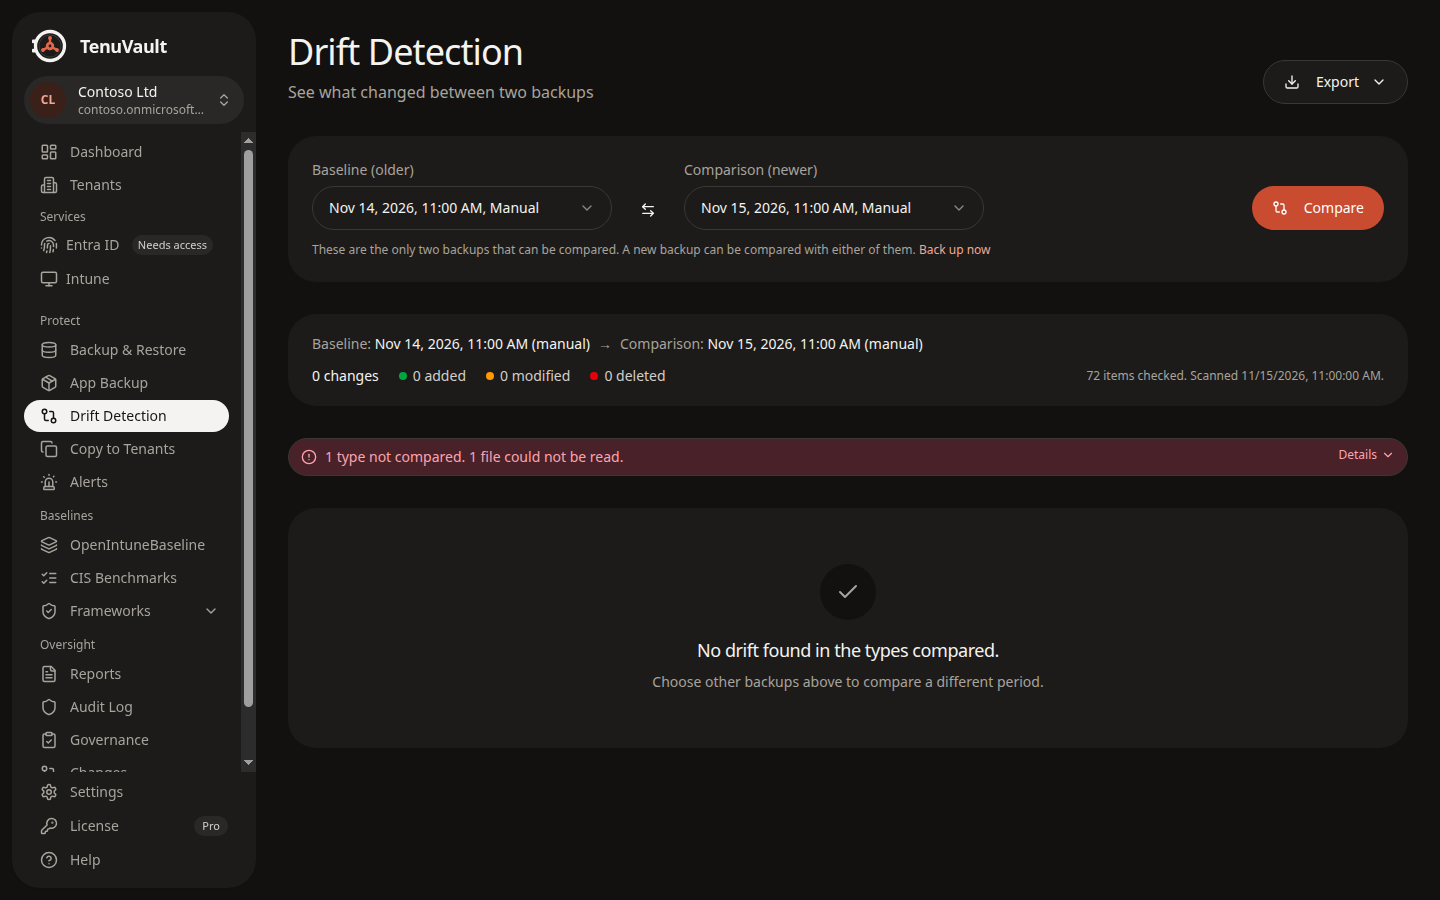 TenuVault
CL
Contoso Ltd
contoso.onmicrosoft...
Dashboard
Tenants
Services
Entra ID
Needs access
Intune
Protect
Backup & Restore
App Backup
Drift Detection
Copy to Tenants
Alerts
Baselines
OpenIntuneBaseline
CIS Benchmarks
Frameworks
Oversight
Reports
Audit Log
Governance
Changes
Settings
License
Pro
Help
Drift Detection
See what changed between two backups
Export
Baseline (older)
Nov 14, 2026, 11:00 AM, Manual
Comparison (newer)
Nov 15, 2026, 11:00 AM, Manual
Compare
These are the only two backups that can be compared. A new backup can be compared with either of them. Back up now
Baseline: Nov 14, 2026, 11:00 AM (manual) → Comparison: Nov 15, 2026, 11:00 AM (manual)
0 changes 0 added 0 modified 0 deleted
72 items checked. Scanned 11/15/2026, 11:00:00 AM.
1 type not compared. 1 file could not be read.
Details
No drift found in the types compared.
Choose other backups above to compare a different period.